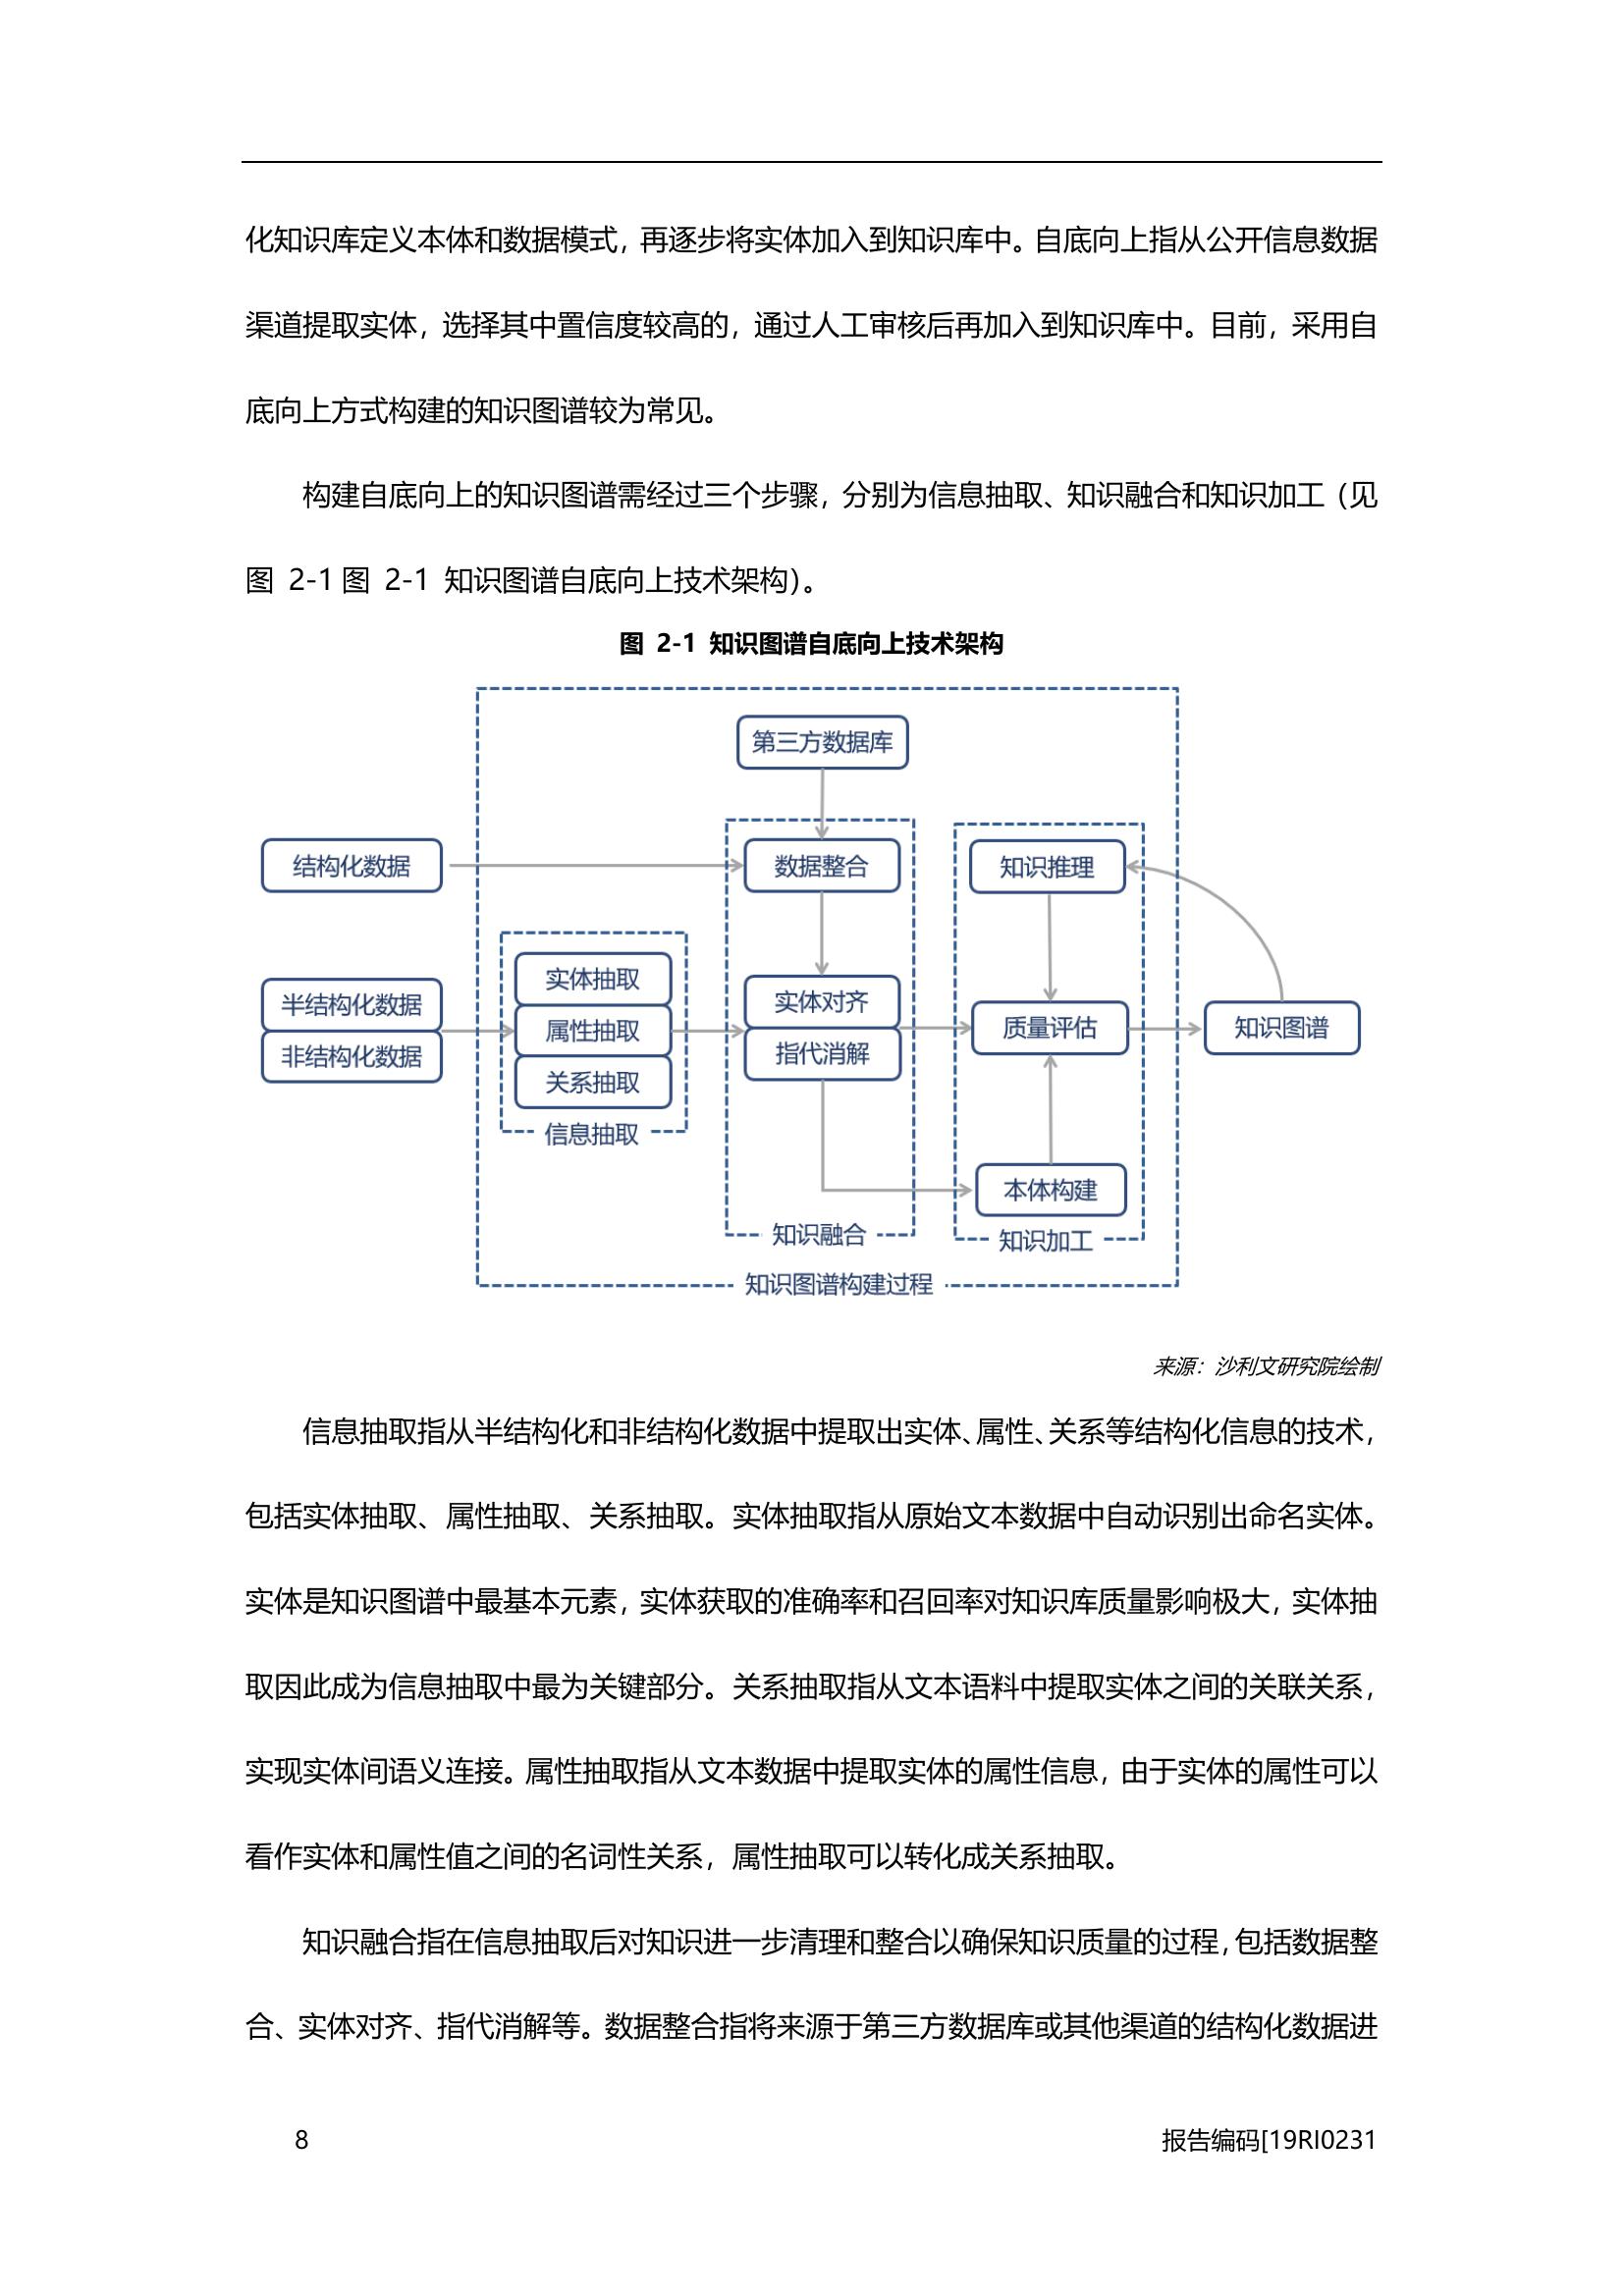 化知识库定义本体和数据模式，再逐步将实体加入到知识库中。自底向上指从公开信息数据
渠道提取实体，选择其中置信度较高的，通过人工审核后再加入到知识库中。目前，采用自
底向上方式构建的知识图谱较为常见。
构建自底向上的知识图谱需经过三个步骤，分别为信息抽取、知识融合和知识加工（见
图 2-1图 2-1 知识图谱自底向上技术架构）。
图 2-1 知识图谱自底向上技术架构
第三方数据库
结构化数据
数据整合
知识推理
实体抽取
半结构化数据
实体对齐
属性抽取
质量评估
知识图谱
非结构化数据
指代消解
关系抽取
信息抽取
本体构建
知识融合
知识加工
知识图谱构建过程
来源：沙利文研究院绘制
信息抽取指从半结构化和非结构化数据中提取出实体、属性、关系等结构化信息的技术，
包括实体抽取、属性抽取、关系抽取。实体抽取指从原始文本数据中自动识别出命名实体。
实体是知识图谱中最基本元素，实体获取的准确率和召回率对知识库质量影响极大，实体抽
取因此成为信息抽取中最为关键部分。关系抽取指从文本语料中提取实体之间的关联关系，
实现实体间语义连接。属性抽取指从文本数据中提取实体的属性信息，由于实体的属性可以
看作实体和属性值之间的名词性关系，属性抽取可以转化成关系抽取。
知识融合指在信息抽取后对知识进一步清理和整合以确保知识质量的过程，包括数据整
合、实体对齐、指代消解等。数据整合指将来源于第三方数据库或其他渠道的结构化数据进
8
报告编码[19RI0231